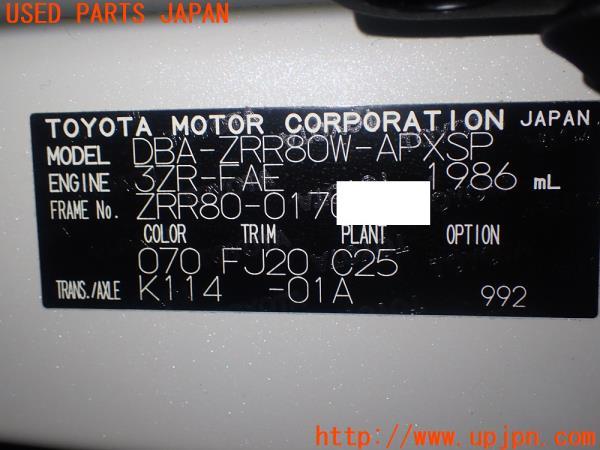 USED PARTS JAPAN
TOYOTA MOTOR CORPORATION JAPAN
MODEL DBA-ZRR80W-APXSP
ENGINE 3ZR-FAE 1986 mL
FRAME No. ZRR80-0176
COLOR TRIM PLANT OPTION
070 FJ20 C25
TRANS./AXLE K114 -01A 992
http://www.upjpn.com/